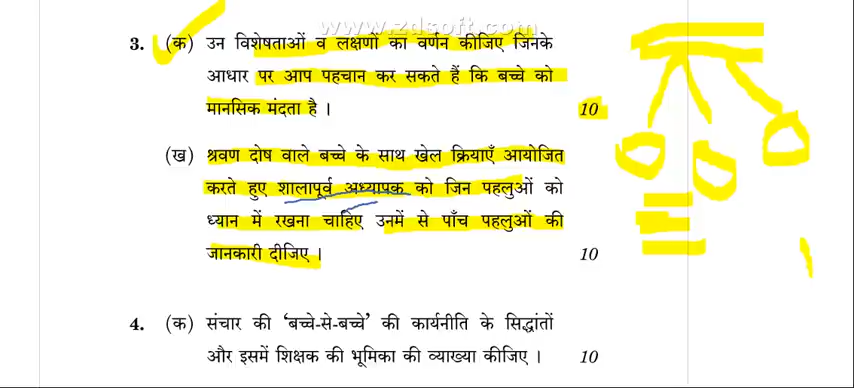 www.zdsoft.com
3. (क) उन विशेषताओं व लक्षणों का वर्णन कीजिए जिनके
आधार पर आप पहचान कर सकते हैं कि बच्चे को
मानसिक मंदता है । 10
(ख) श्रवण दोष वाले बच्चे के साथ खेल क्रियाएँ आयोजित
करते हुए शालापूर्व अध्यापक को जिन पहलुओं को
ध्यान में रखना चाहिए उनमें से पाँच पहलुओं की
जानकारी दीजिए । 10
4. (क) संचार की ‘बच्चे-से-बच्चे’ की कार्यनीति के सिद्धांतों
और इसमें शिक्षक की भूमिका की व्याख्या कीजिए । 10